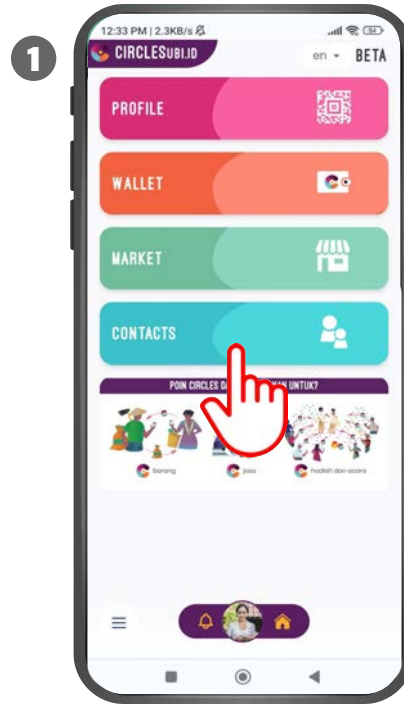 1
12:33 PM | 2.3KB/s
54
CIRCLESUBI.ID
en
BETA
PROFILE
WALLET
MARKET
CONTACTS
POIN CIRCLES UNTUK?
barang
jasa
hadiah dan acara